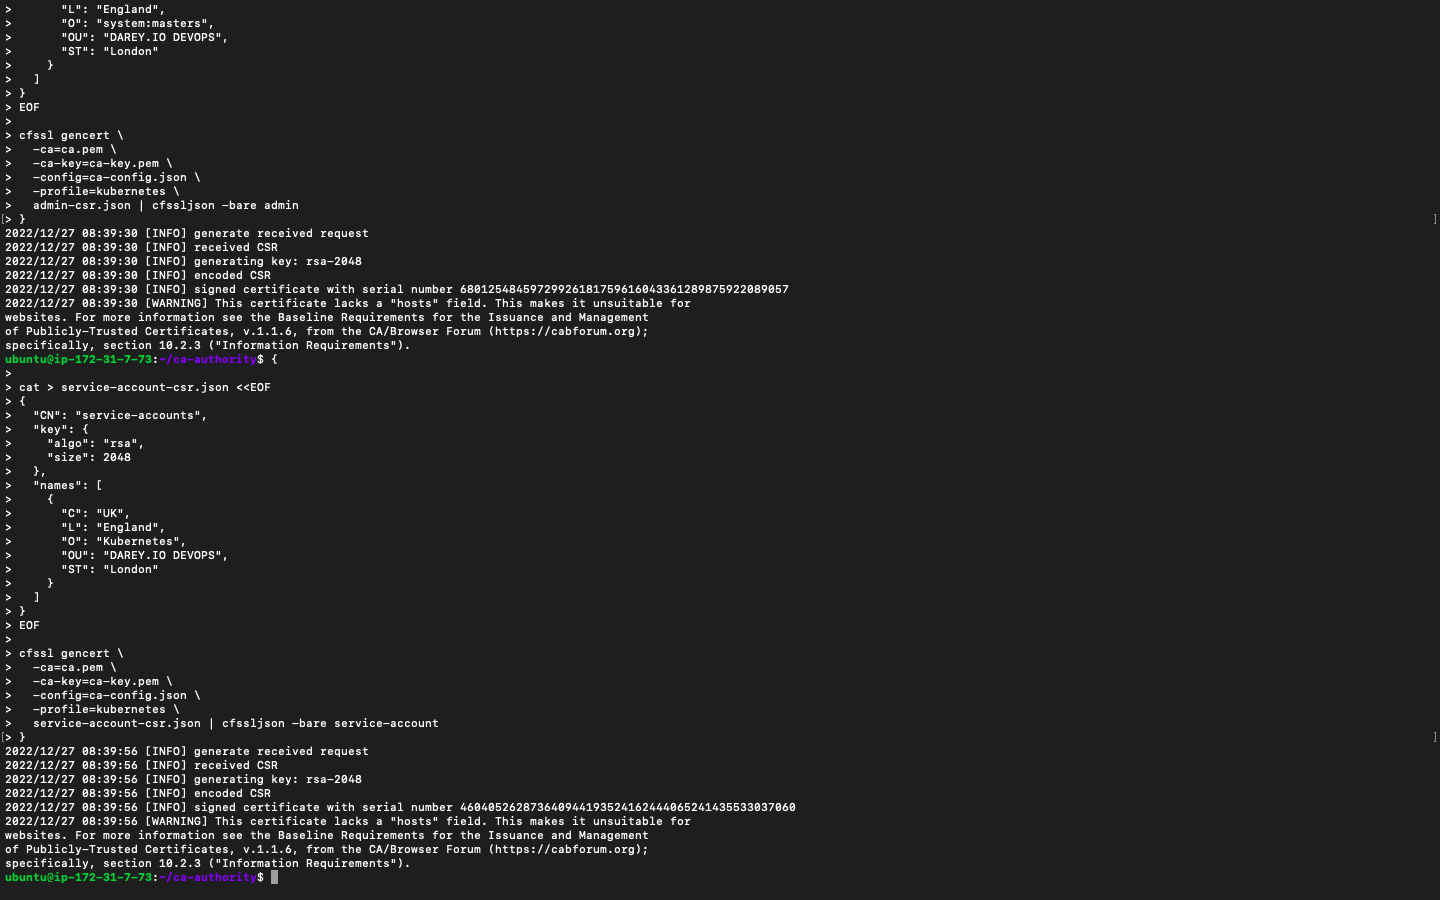 >       "L": "England",
>       "O": "system:masters",
>       "OU": "DAREY.IO DEVOPS",
>       "ST": "London"
>     }
>   ]
> }
> EOF
>
> cfssl gencert \
>   -ca=ca.pem \
>   -ca-key=ca-key.pem \
>   -config=ca-config.json \
>   -profile=kubernetes \
>   admin-csr.json | cfssljson -bare admin
[> } ]
2022/12/27 08:39:30 [INFO] generate received request
2022/12/27 08:39:30 [INFO] received CSR
2022/12/27 08:39:30 [INFO] generating key: rsa-2048
2022/12/27 08:39:30 [INFO] encoded CSR
2022/12/27 08:39:30 [INFO] signed certificate with serial number 680125484597299261817596160433612898759220​89057
2022/12/27 08:39:30 [WARNING] This certificate lacks a "hosts" field. This makes it unsuitable for
websites. For more information see the Baseline Requirements for the Issuance and Management
of Publicly-Trusted Certificates, v.1.1.6, from the CA/Browser Forum (https://cabforum.org);
specifically, section 10.2.3 ("Information Requirements").
ubuntu@ip-172-31-7-73:~/ca-authority$ {
>
> cat > service-account-csr.json <<EOF
> {
>   "CN": "service-accounts",
>   "key": {
>     "algo": "rsa",
>     "size": 2048
>   },
>   "names": [
>     {
>       "C": "UK",
>       "L": "England",
>       "O": "Kubernetes",
>       "OU": "DAREY.IO DEVOPS",
>       "ST": "London"
>     }
>   ]
> }
> EOF
>
> cfssl gencert \
>   -ca=ca.pem \
>   -ca-key=ca-key.pem \
>   -config=ca-config.json \
>   -profile=kubernetes \
>   service-account-csr.json | cfssljson -bare service-account
[> } ]
2022/12/27 08:39:56 [INFO] generate received request
2022/12/27 08:39:56 [INFO] received CSR
2022/12/27 08:39:56 [INFO] generating key: rsa-2048
2022/12/27 08:39:56 [INFO] encoded CSR
2022/12/27 08:39:56 [INFO] signed certificate with serial number 460405262873640944193524162444065241435533037060
2022/12/27 08:39:56 [WARNING] This certificate lacks a "hosts" field. This makes it unsuitable for
websites. For more information see the Baseline Requirements for the Issuance and Management
of Publicly-Trusted Certificates, v.1.1.6, from the CA/Browser Forum (https://cabforum.org);
specifically, section 10.2.3 ("Information Requirements").
ubuntu@ip-172-31-7-73:~/ca-authority$